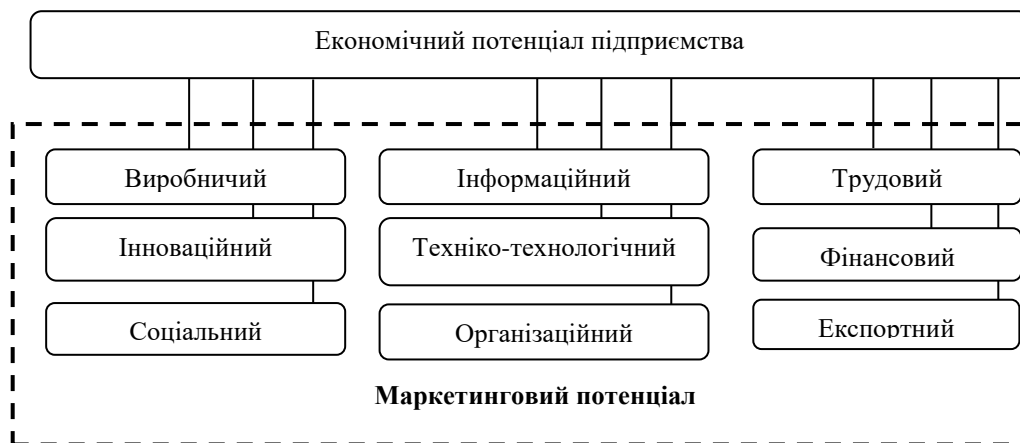 Економічний потенціал підприємства
Виробничий
Інформаційний
Трудовий
Інноваційний
Техніко-технологічний
Фінансовий
Соціальний
Організаційний
Експортний
Маркетинговий потенціал